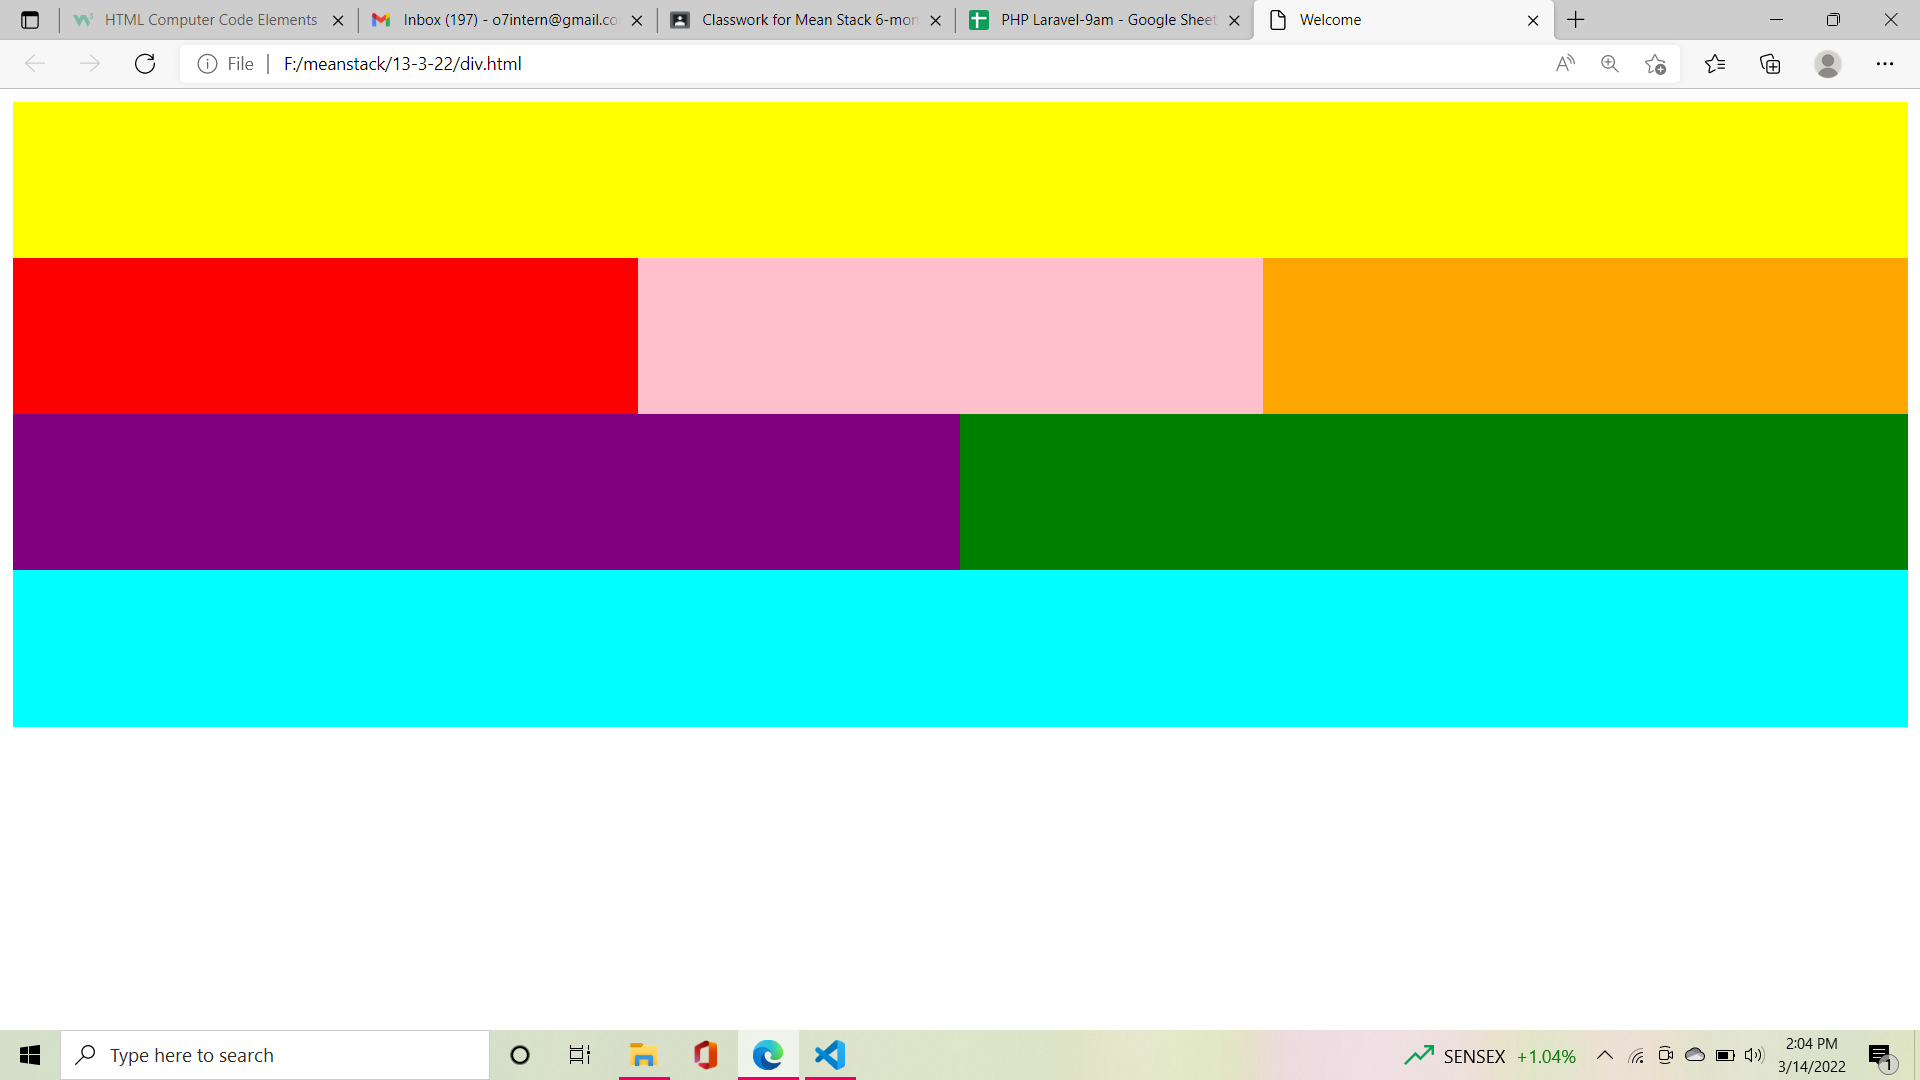 HTML Computer Code Elements
Inbox (197) - o7intern@gmail.co
Classwork for Mean Stack 6-mon
PHP Laravel-9am - Google Sheet
Welcome
File
F:/meanstack/13-3-22/div.html
Type here to search
SENSEX +1.04%
2:04 PM
3/14/2022
1